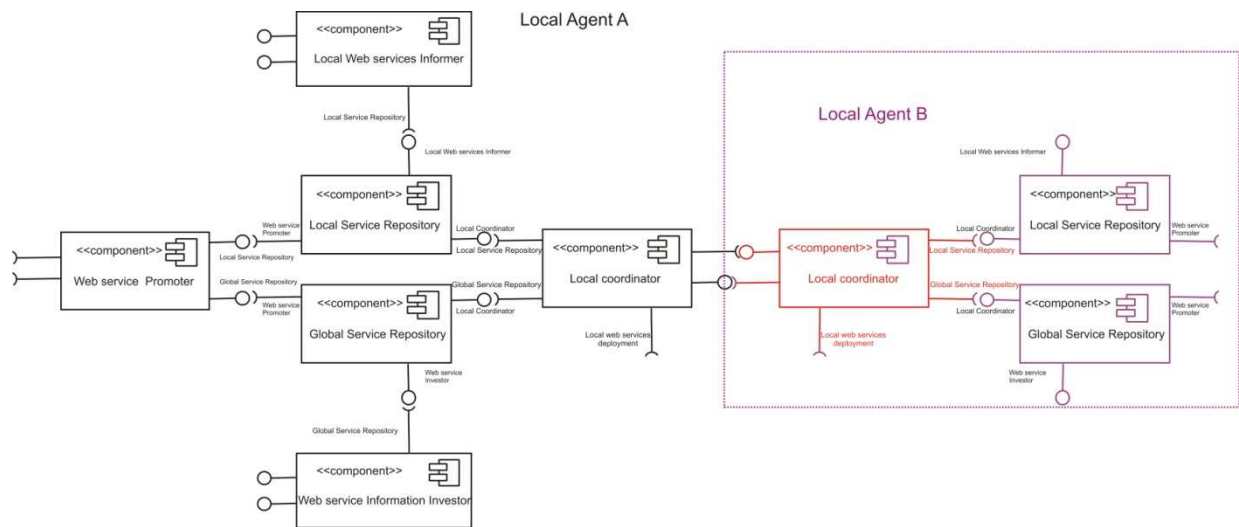 Local Agent A
<<component>>
Local Web services Informer
Local Service Repository
Local Web services Informer
<<component>>
Local Service Repository
Web service
Promoter
Local Service Repository
Local Coordinator
Local Service Repository
<<component>>
Web service Promoter
Global Service Repository
Web service
Promoter
<<component>>
Global Service Repository
Global Service Repository
Local Coordinator
<<component>>
Local coordinator
Local web services
deployment
Web service
Investor
Global Service Repository
<<component>>
Web service Information Investor
Local Agent B
<<component>>
Local coordinator
Local web services
deployment
Local Coordinator
Local Service Repository
Global Service Repository
Local Coordinator
Local Web services Informer
<<component>>
Local Service Repository
Web service
Promoter
<<component>>
Global Service Repository
Web service
Promoter
Web service
Investor